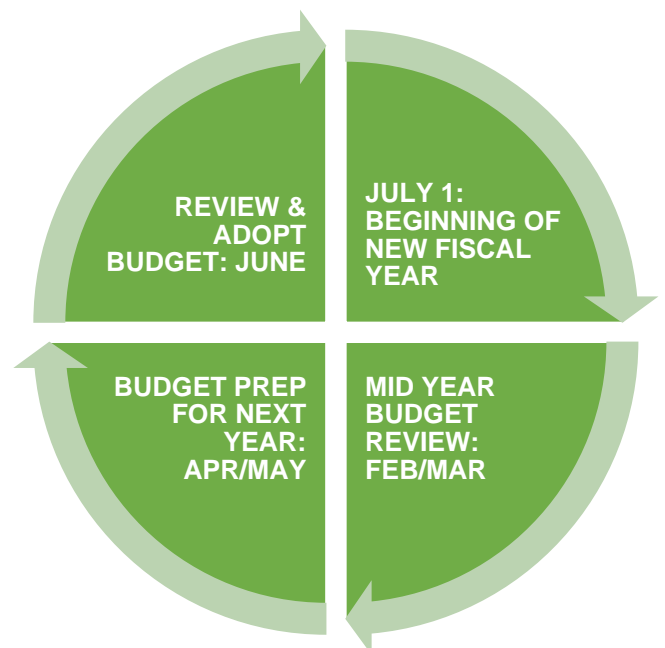 REVIEW &
ADOPT
BUDGET: JUNE
JULY 1:
BEGINNING OF
NEW FISCAL
YEAR
BUDGET PREP
FOR NEXT
YEAR:
APR/MAY
MID YEAR
BUDGET
REVIEW:
FEB/MAR